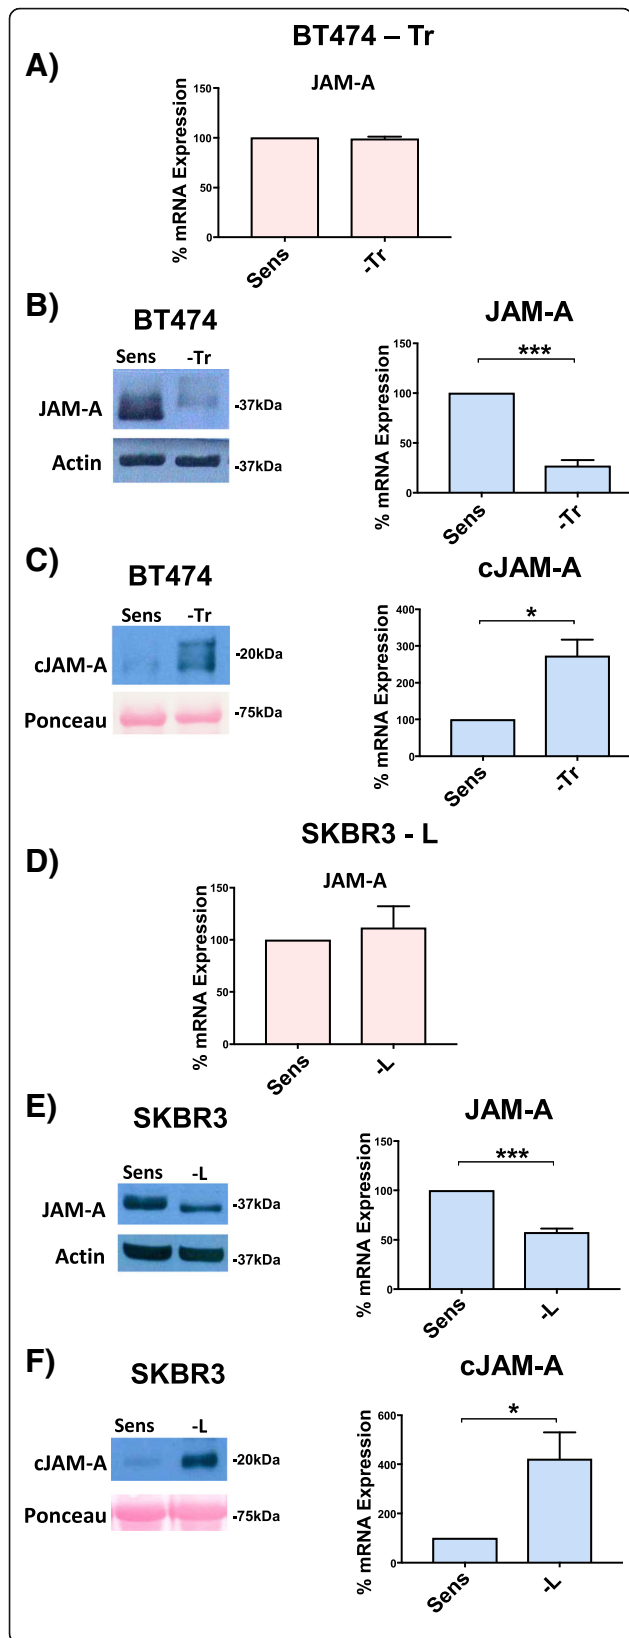 BT474 – Tr
A)
JAM-A
% mRNA Expression
150
100
50
0
Sens
-Tr
B)
BT474
Sens -Tr
JAM-A
-37kDa
Actin
-37kDa
JAM-A
% mRNA Expression
150
100
50
0
***
Sens
-Tr
C)
BT474
Sens -Tr
cJAM-A
-20kDa
Ponceau
-75kDa
cJAM-A
% mRNA Expression
400
300
200
100
0
*
Sens
-Tr
SKBR3 - L
D)
JAM-A
% mRNA Expression
150
100
50
0
Sens
-L
E)
SKBR3
Sens -L
JAM-A
-37kDa
Actin
-37kDa
JAM-A
% mRNA Expression
150
100
50
0
***
Sens
-L
F)
SKBR3
Sens -L
cJAM-A
-20kDa
Ponceau
-75kDa
cJAM-A
% mRNA Expression
600
400
200
0
*
Sens
-L